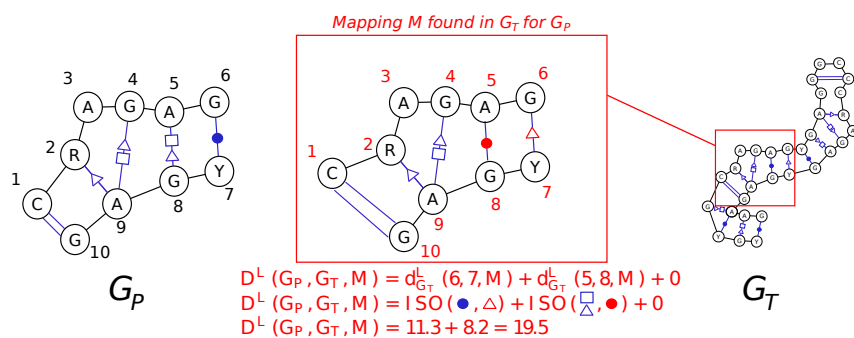 Mapping M found in G_T for G_P
3 4 5 6
A G A G
2
R
1
C
G
10
A
9
G
8
Y
7
G_P
3 4 5 6
A G A G
2
R
1
C
G
10
A
9
G
8
Y
7
G_T
D^L (G_P , G_T , M) = d^L_{G_T} (6,7, M) + d^L_{G_T} (5,8, M) + 0
D^L (G_P , G_T , M) = ISO( , ) + ISO( , ) + 0
D^L (G_P , G_T , M) = 11.3 + 8.2 = 19.5